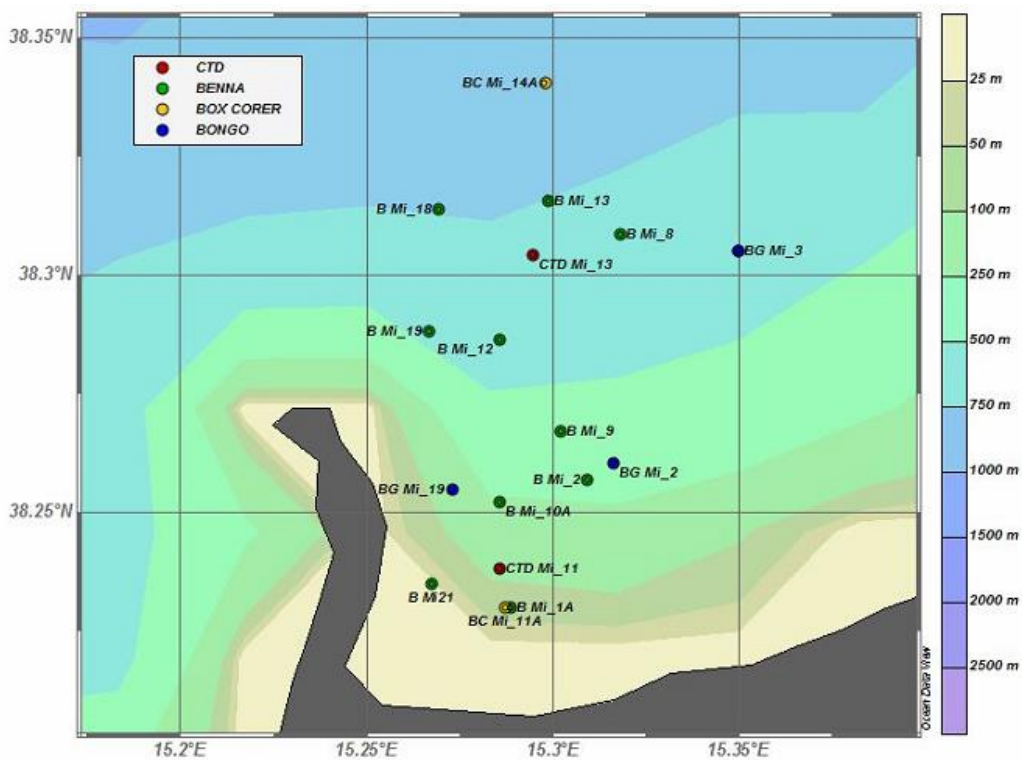 38.35°N
38.3°N
38.25°N
CTD
BENNA
BOX CORER
BONGO
BC Mi_14A
B Mi_13
B Mi_18
B Mi_8
BG Mi_3
CTD Mi_13
B Mi_19
B Mi_12
B Mi_9
BG Mi_2
B Mi_2
BG Mi_19
B Mi_10A
CTD Mi_11
B Mi21
B Mi_1A
BC Mi_11A
15.2°E
15.25°E
15.3°E
15.35°E
25 m
50 m
100 m
250 m
500 m
750 m
1000 m
1500 m
2000 m
2500 m
Ocean Data View